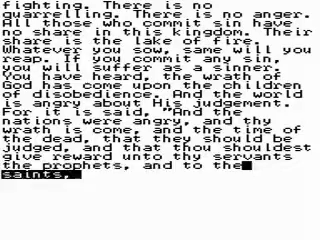 fighting. There is no
quarrelling. There is no anger.
All those who commit sin have
no share in this kingdom. Their
share is the lake of fire.
Whatever you sow, same will you
reap. If you commit any sin,
you will suffer as a sinner.
You have heard, the wrath of
God has come upon the children
of disobedience. And the world
is angry about His judgement.
For it is said, "And the
nations were angry, and thy
wrath is come, and the time of
the dead, that they should be
judged, and that thou shouldest
give reward unto thy servants
the prophets, and to the
saints,